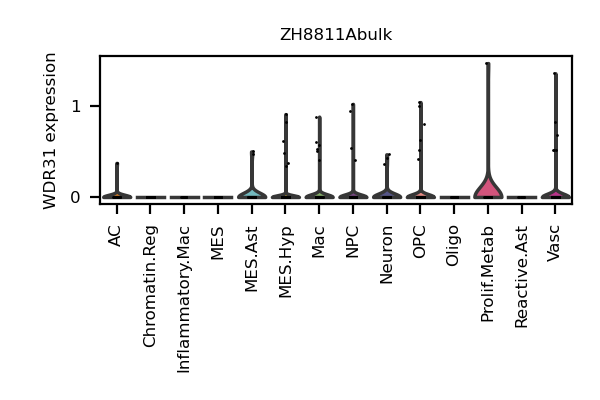 ZH8811Abulk
WDR31 expression
1
0
AC
Chromatin.Reg
Inflammatory.Mac
MES
MES.Ast
MES.Hyp
Mac
NPC
Neuron
OPC
Oligo
Prolif.Metab
Reactive.Ast
Vasc